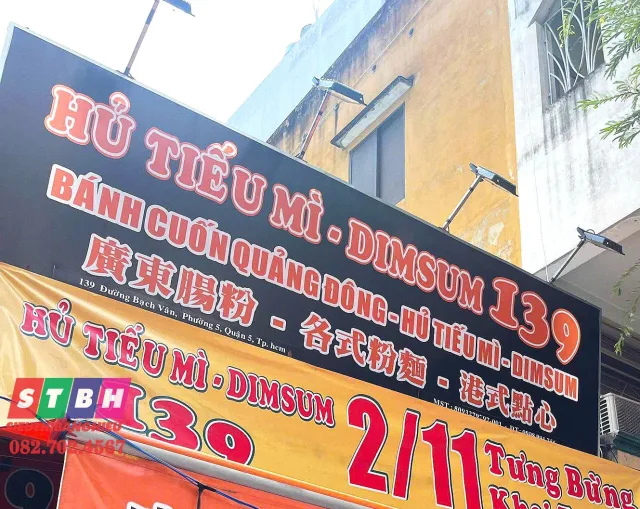 HỦ TIẾU MÌ - DIMSUM 139
BÁNH CUỐN QUẢNG ĐÔNG - HỦ TIẾU MÌ - DIMSUM
廣東腸粉 - 各式粉麵 - 港式點心
139 Đường Bạch Vân, Phường 5, Quận 5, Tp. hcm
HỦ TIẾU MÌ - DIMSUM
139
2/11
Tưng Bừng
STBH